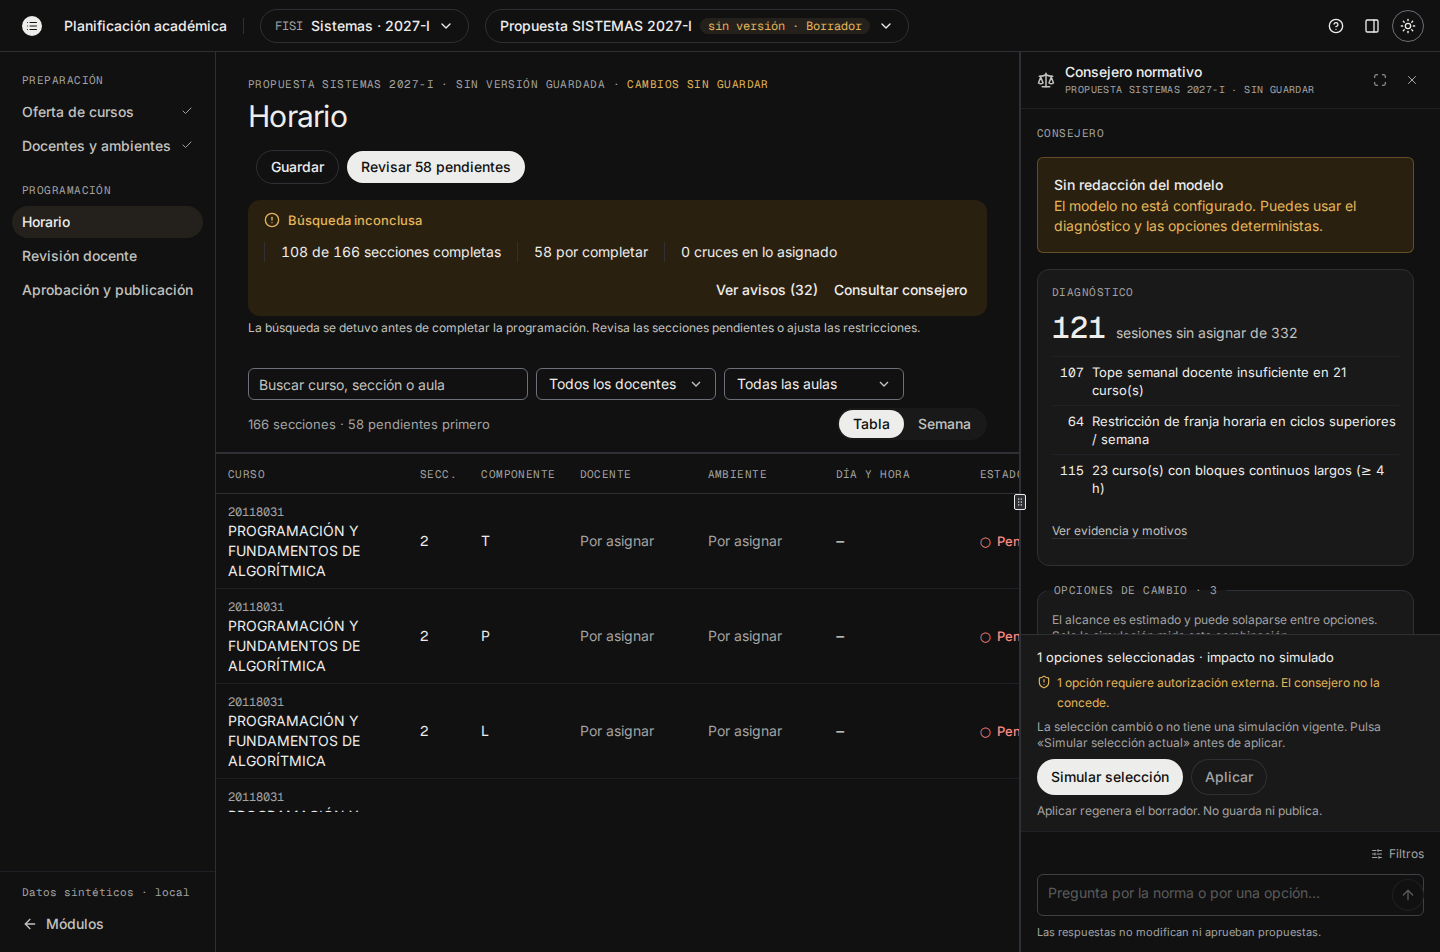 Planificación académica
FISI Sistemas · 2027-I
Propuesta SISTEMAS 2027-I sin versión · Borrador
PREPARACIÓN
Oferta de cursos
Docentes y ambientes
PROGRAMACIÓN
Horario
Revisión docente
Aprobación y publicación
Datos sintéticos · local
Módulos
PROPUESTA SISTEMAS 2027-I · SIN VERSIÓN GUARDADA · CAMBIOS SIN GUARDAR
Horario
Guardar
Revisar 58 pendientes
Búsqueda inconclusa
108 de 166 secciones completas
58 por completar
0 cruces en lo asignado
Ver avisos (32)
Consultar consejero
La búsqueda se detuvo antes de completar la programación. Revisa las secciones pendientes o ajusta las restricciones.
Buscar curso, sección o aula
Todos los docentes
Todas las aulas
166 secciones · 58 pendientes primero
Tabla
Semana
CURSO SECC. COMPONENTE DOCENTE AMBIENTE DÍA Y HORA ESTADO
20118031
PROGRAMACIÓN Y
FUNDAMENTOS DE
ALGORÍTMICA
2 T Por asignar Por asignar — Pen
20118031
PROGRAMACIÓN Y
FUNDAMENTOS DE
ALGORÍTMICA
2 P Por asignar Por asignar — Pen
20118031
PROGRAMACIÓN Y
FUNDAMENTOS DE
ALGORÍTMICA
2 L Por asignar Por asignar — Pen
20118031
PROGRAMACIÓN Y
Consejero normativo
PROPUESTA SISTEMAS 2027-I · SIN GUARDAR
CONSEJERO
Sin redacción del modelo
El modelo no está configurado. Puedes usar el
diagnóstico y las opciones deterministas.
DIAGNÓSTICO
121 sesiones sin asignar de 332
107 Tope semanal docente insuficiente en 21
curso(s)
64 Restricción de franja horaria en ciclos superiores
/ semana
115 23 curso(s) con bloques continuos largos (≥ 4
h)
Ver evidencia y motivos
OPCIONES DE CAMBIO · 3
El alcance es estimado y puede solaparse entre opciones.
Solo la simulación mide esta combinación.
1 opciones seleccionadas · impacto no simulado
1 opción requiere autorización externa. El consejero no la
concede.
La selección cambió o no tiene una simulación vigente. Pulsa
«Simular selección actual» antes de aplicar.
Simular selección
Aplicar
Aplicar regenera el borrador. No guarda ni publica.
Filtros
Pregunta por la norma o por una opción...
Las respuestas no modifican ni aprueban propuestas.